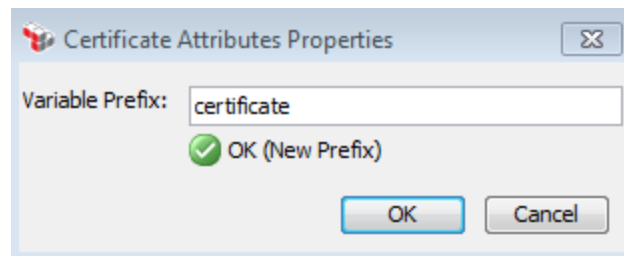 Certificate Attributes Properties
Variable Prefix: certificate
OK (New Prefix)
OK Cancel